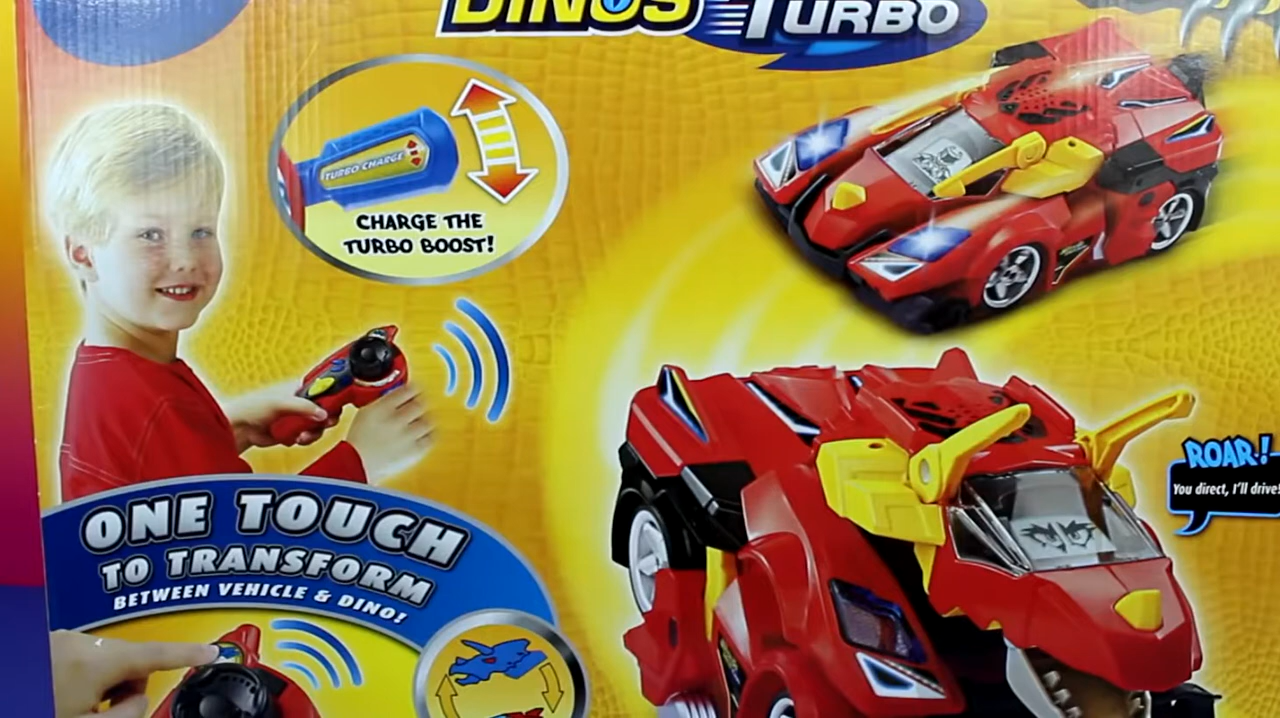 DINOS
TURBO
TURBO CHARGE
CHARGE THE
TURBO BOOST!
ROAR!
You direct, I'll drive!
ONE TOUCH
TO TRANSFORM
BETWEEN VEHICLE & DINO!